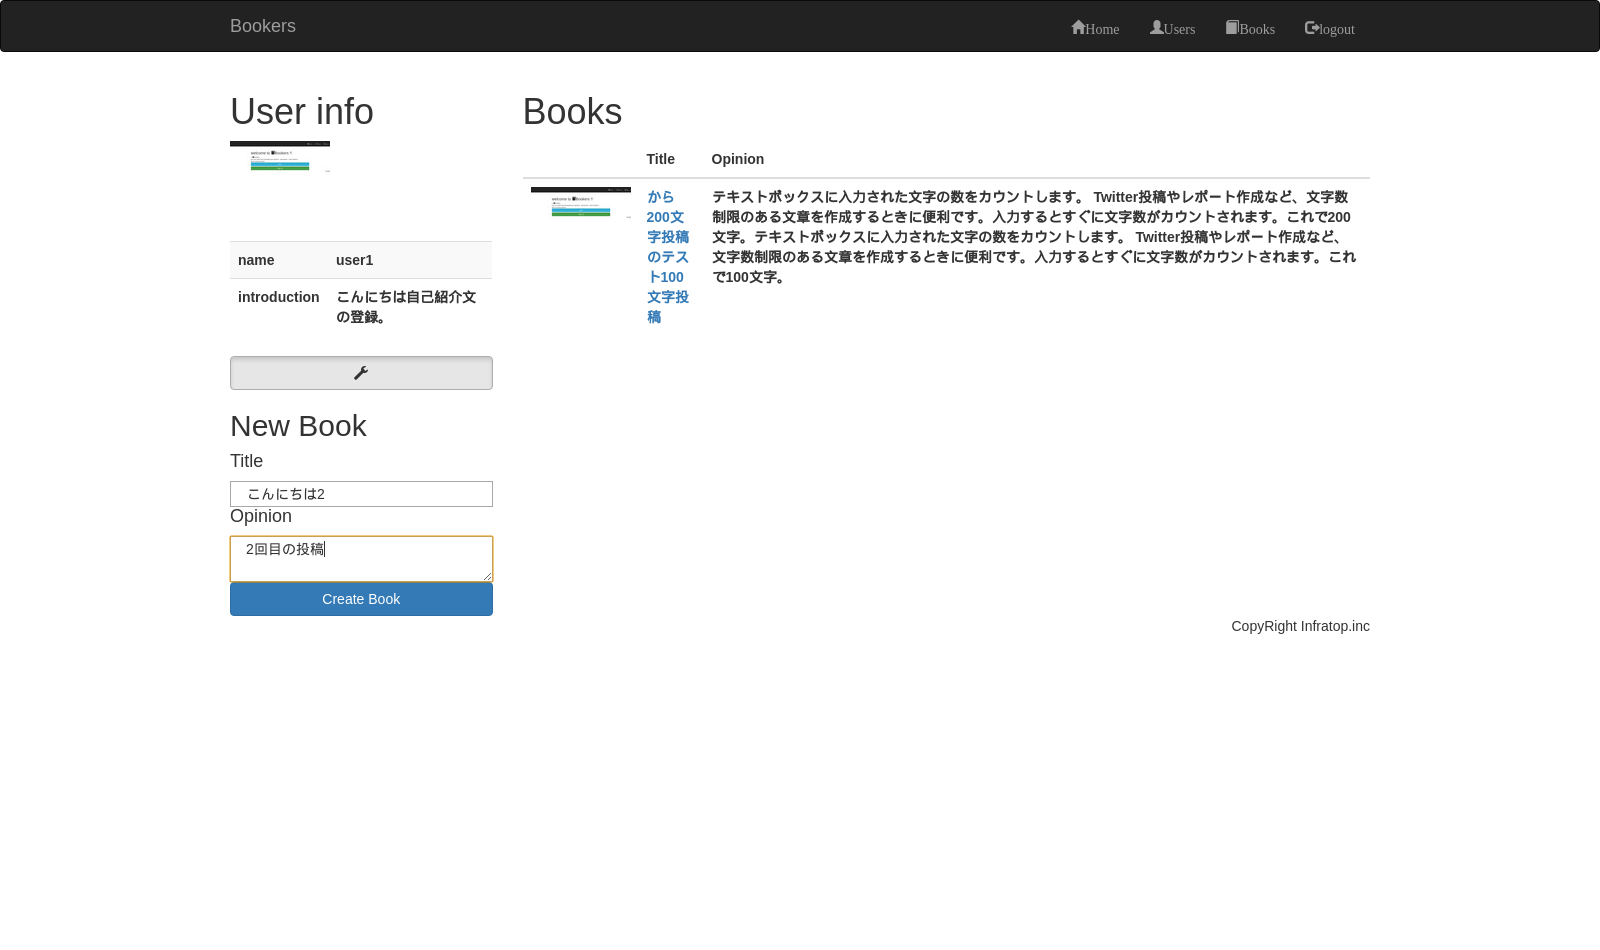 Bookers
Home
Users
Books
logout
User info
name
user1
introduction
こんにちは自己紹介文
の登録。
New Book
Title
こんにちは2
Opinion
2回目の投稿
Create Book
Books
Title
Opinion
から
200文
字投稿
のテス
ト100
文字投
稿
テキストボックスに入力された文字の数をカウントします。 Twitter投稿やレポート作成など、文字数
制限のある文章を作成するときに便利です。入力するとすぐに文字数がカウントされます。これで200
文字。テキストボックスに入力された文字の数をカウントします。 Twitter投稿やレポート作成など、
文字数制限のある文章を作成するときに便利です。入力するとすぐに文字数がカウントされます。これ
で100文字。
CopyRight Infratop.inc